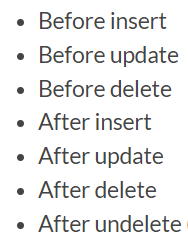 • Before insert
• Before update
• Before delete
• After insert
• After update
• After delete
• After undelete